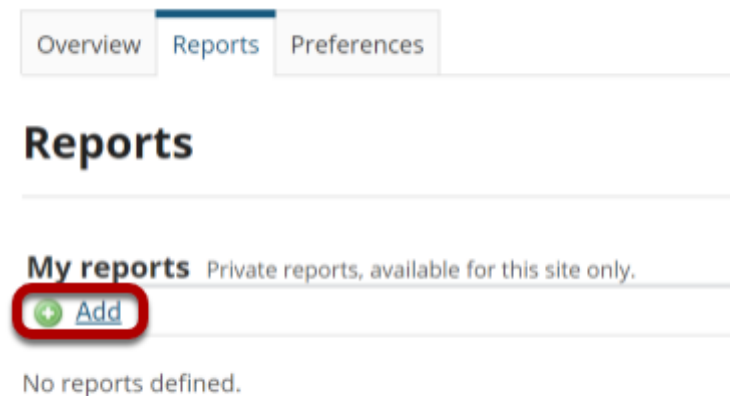 Overview Reports Preferences
Reports
My reports Private reports, available for this site only.
Add
No reports defined.